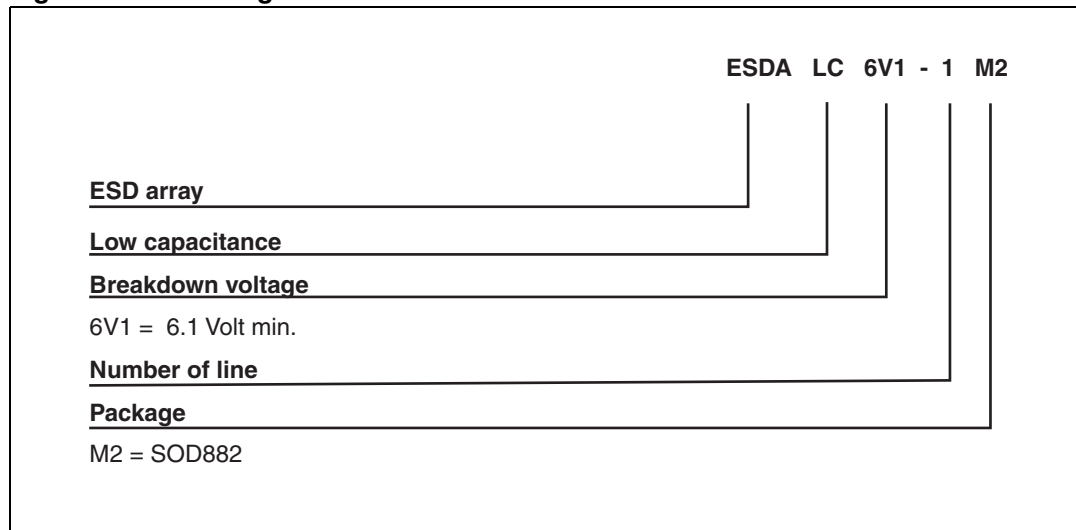 ESDA LC 6V1 - 1 M2
ESD array
Low capacitance
Breakdown voltage
6V1 = 6.1 Volt min.
Number of line
Package
M2 = SOD882